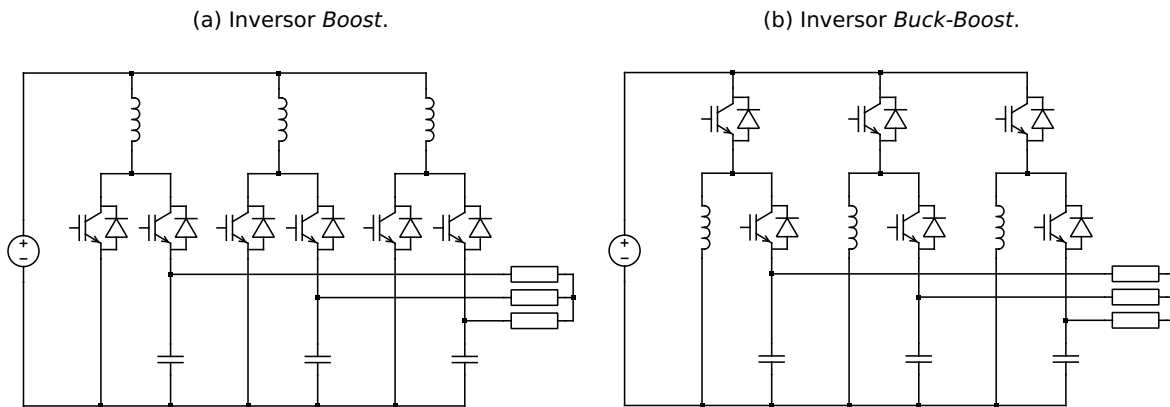 (a) Inversor Boost.
(b) Inversor Buck-Boost.
+
−
+
−